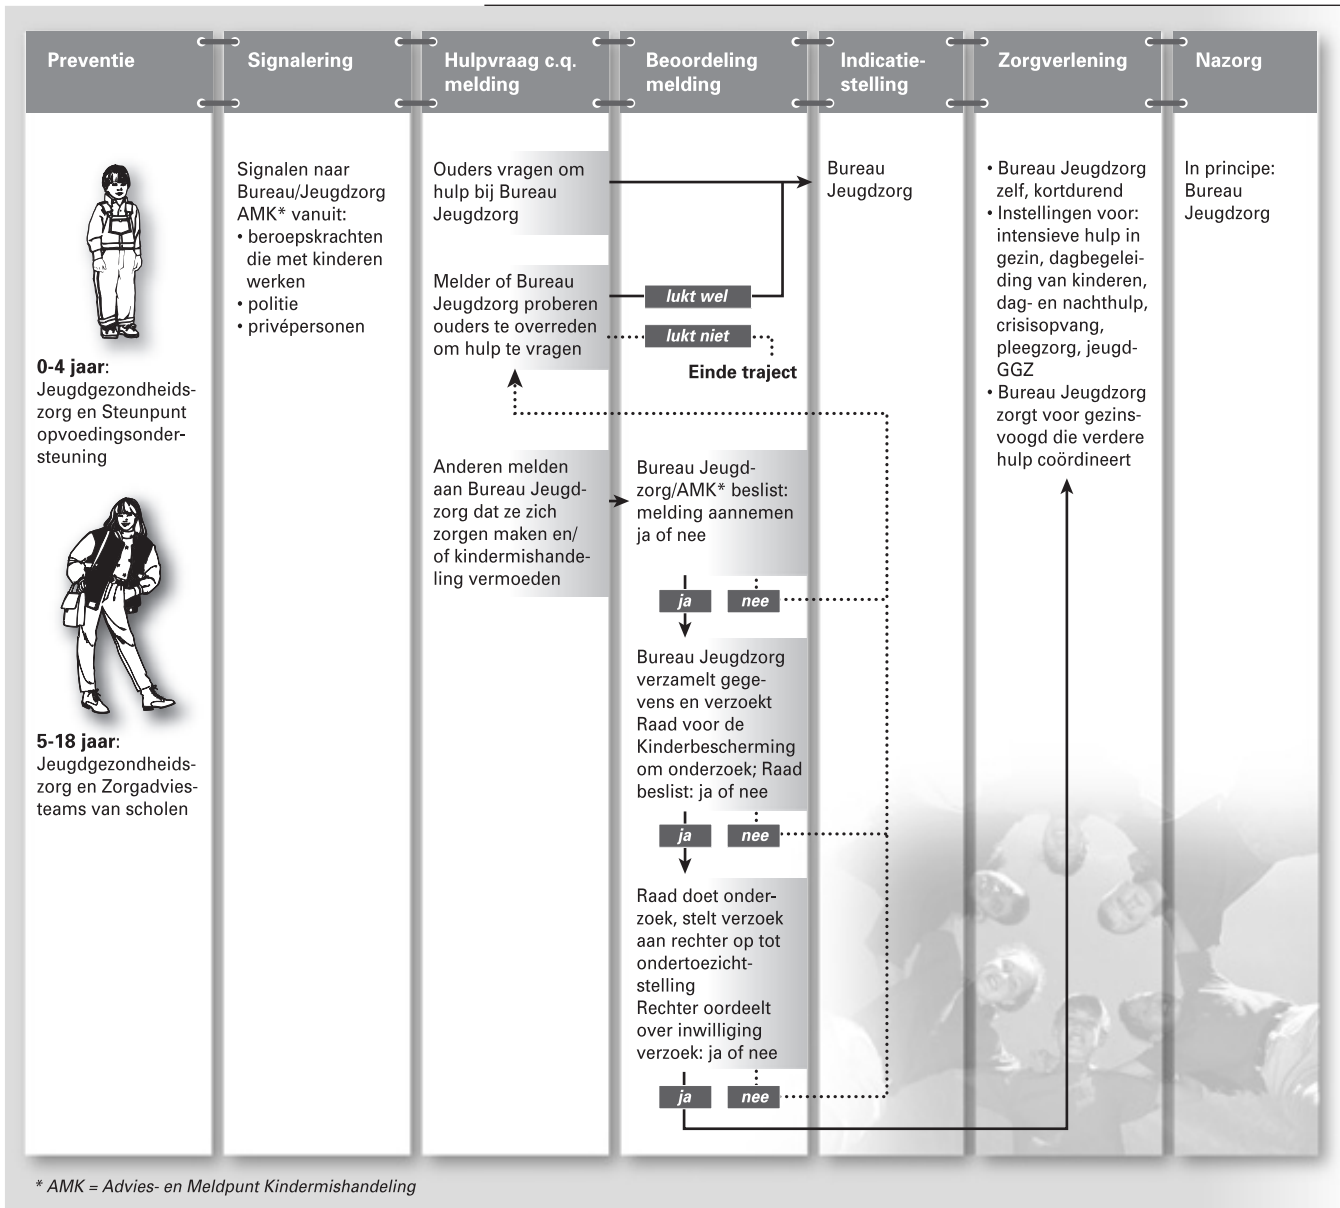 Preventie
Signalering
Hulpvraag c.q.
melding
Beoordeling
melding
Indicatie-
stelling
Zorgverlening
Nazorg
0-4 jaar:
Jeugdgezondheids-
zorg en Steunpunt
opvoedingsonder-
steuning
5-18 jaar:
Jeugdgezondheids-
zorg en Zorgadvies-
teams van scholen
Signalen naar
Bureau/Jeugdzorg
AMK* vanuit:
• beroepskrachten
die met kinderen
werken
• politie
• privépersonen
Ouders vragen om
hulp bij Bureau
Jeugdzorg
Melder of Bureau
Jeugdzorg proberen
ouders te overreden
om hulp te vragen
Anderen melden
aan Bureau Jeugd-
zorg dat ze zich
zorgen maken en/
of kindermishande-
ling vermoeden
lukt wel
lukt niet
Einde traject
Bureau Jeugd-
zorg/AMK* beslist:
melding aannemen
ja of nee
ja nee
Bureau Jeugdzorg
verzamelt gege-
vens en verzoekt
Raad voor de
Kinderbescherming
om onderzoek; Raad
beslist: ja of nee
ja nee
Raad doet onder-
zoek, stelt verzoek
aan rechter op tot
ondertoezicht-
stelling
Rechter oordeelt
over inwilliging
verzoek: ja of nee
ja nee
Bureau
Jeugdzorg
• Bureau Jeugdzorg
zelf, kortdurend
• Instellingen voor:
intensieve hulp in
gezin, dagbegelei-
ding van kinderen,
dag- en nachthulp,
crisisopvang,
pleegzorg, jeugd-
GGZ
• Bureau Jeugdzorg
zorgt voor gezins-
voogd die verdere
hulp coördineert
In principe:
Bureau
Jeugdzorg
* AMK = Advies- en Meldpunt Kindermishandeling